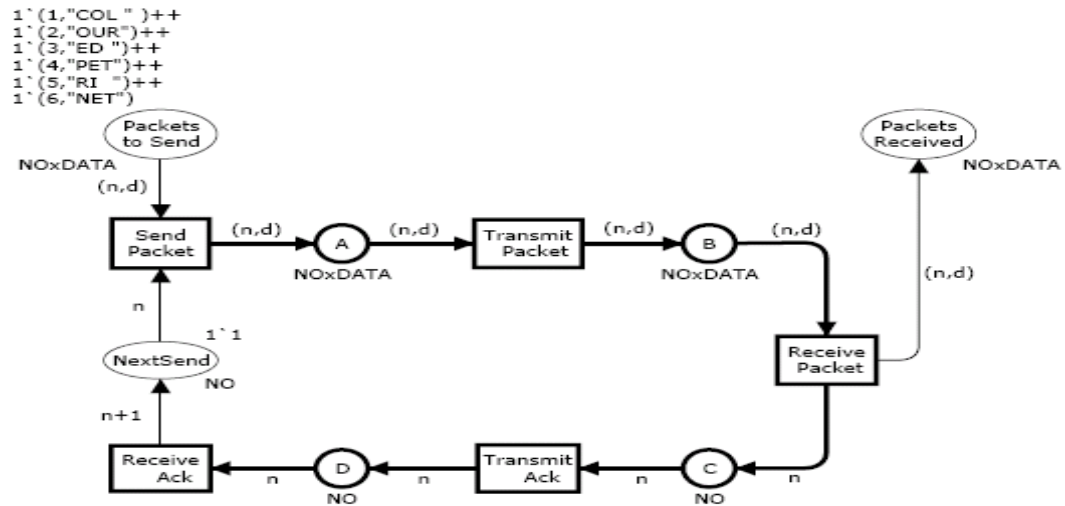 1`(1,"COL " )++
1`(2,"OUR")++
1`(3,"ED ")++
1`(4,"PET")++
1`(5,"RI  ")++
1`(6,"NET")
Packets
to Send
NOxDATA
(n,d)
Packets
Received
NOxDATA
Send
Packet
(n,d)
A
NOxDATA
(n,d)
Transmit
Packet
(n,d)
B
NOxDATA
(n,d)
(n,d)
n
1`1
NextSend
NO
Receive
Packet
n+1
Receive
Ack
n
D
NO
n
Transmit
Ack
n
C
NO
n